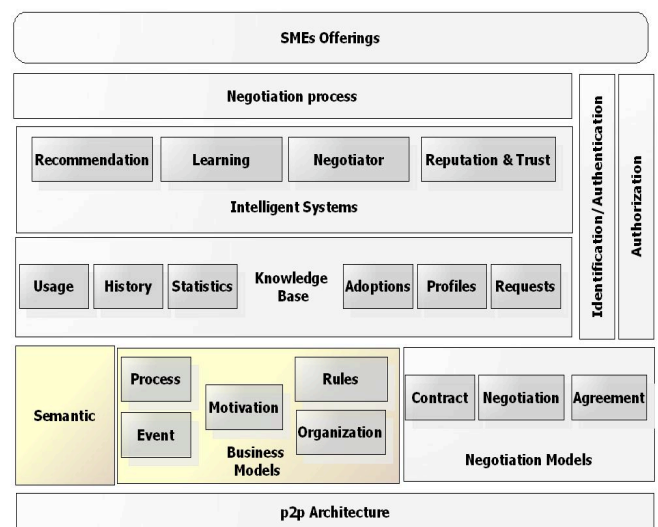 SMEs Offerings
Negotiation process
Recommendation
Learning
Negotiator
Reputation & Trust
Intelligent Systems
Usage
History
Statistics
Knowledge
Base
Adoptions
Profiles
Requests
Identification/Authentication
Authorization
Semantic
Process
Event
Motivation
Rules
Organization
Business
Models
Contract
Negotiation
Agreement
Negotiation Models
p2p Architecture